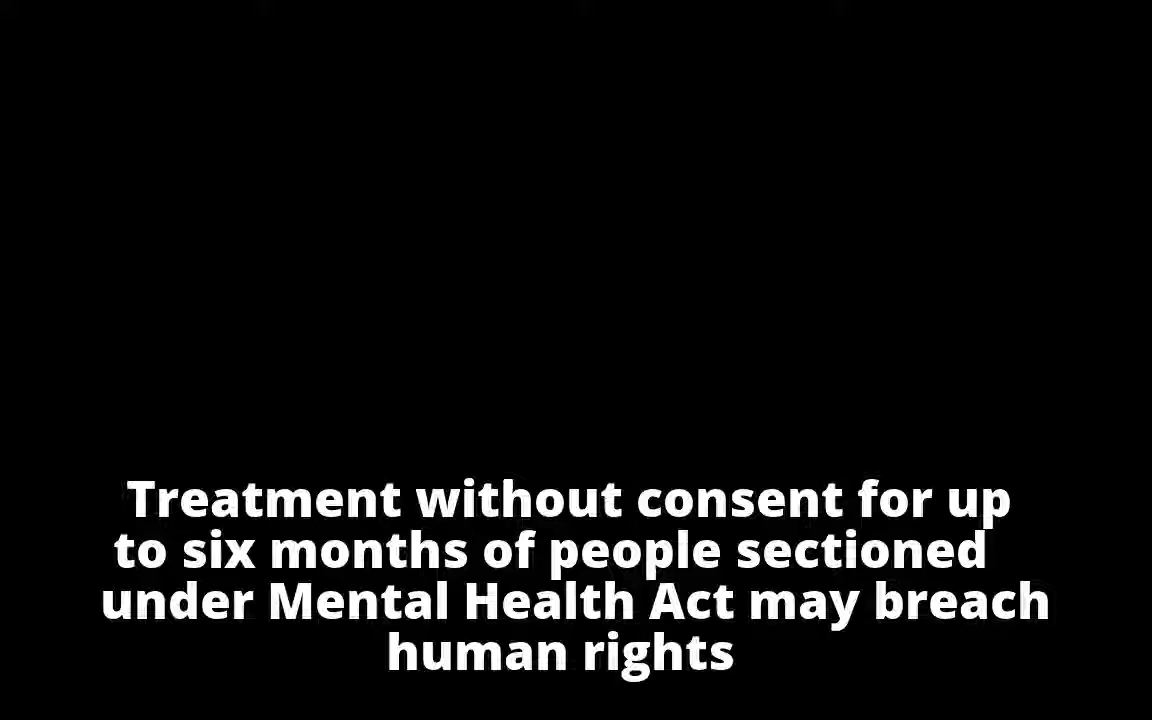 Treatment without consent for up
to six months of people sectioned
under Mental Health Act may breach
human rights